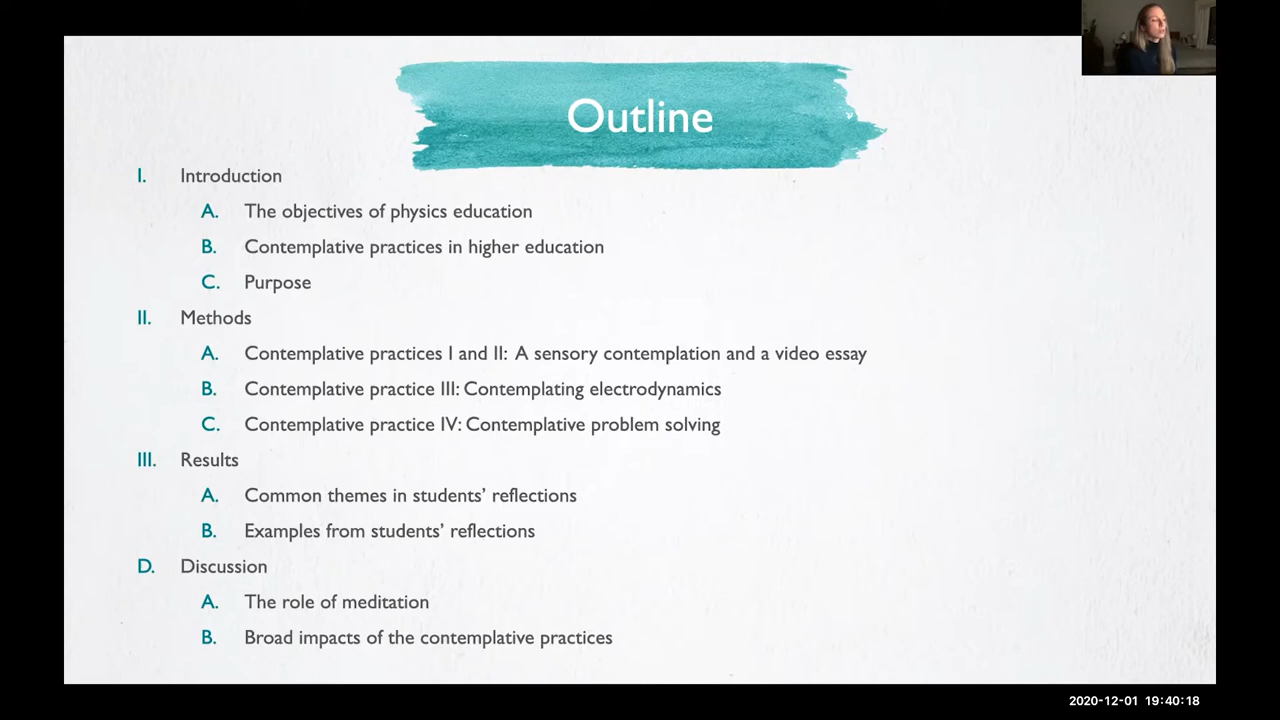 Outline
I. Introduction
A. The objectives of physics education
B. Contemplative practices in higher education
C. Purpose
II. Methods
A. Contemplative practices I and II: A sensory contemplation and a video essay
B. Contemplative practice III: Contemplating electrodynamics
C. Contemplative practice IV: Contemplative problem solving
III. Results
A. Common themes in students’ reflections
B. Examples from students’ reflections
D. Discussion
A. The role of meditation
B. Broad impacts of the contemplative practices
2020-12-01 19:40:18